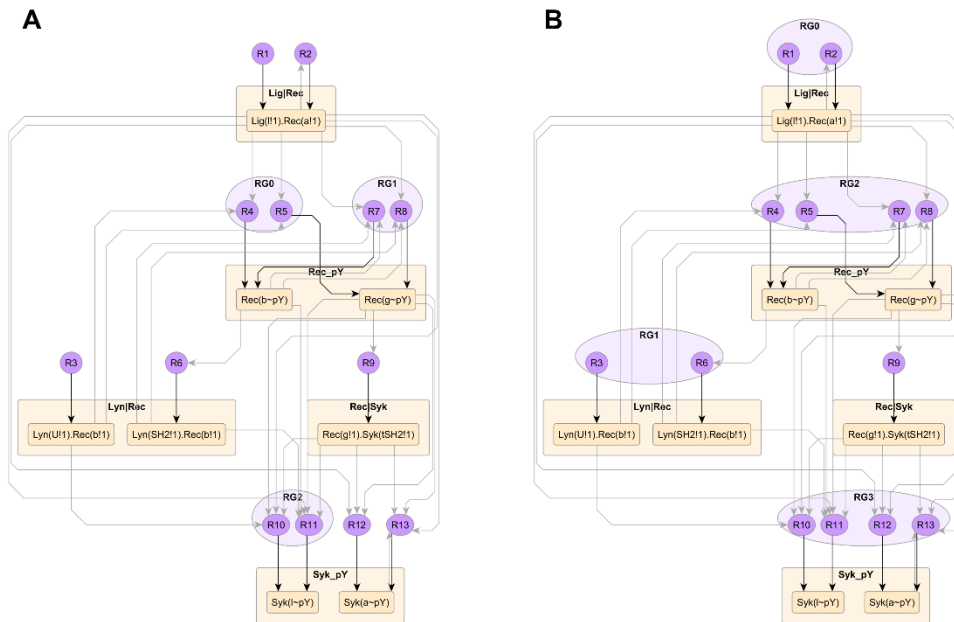 A
R1 R2
Lig|Rec
Lig(l!1).Rec(a!1)
RG0 RG1
R4 R5 R7 R8
Rec_pY
Rec(b~pY) Rec(g~pY)
R3 R6 R9
Lyn|Rec Rec|Syk
Lyn(U!1).Rec(b!1) Lyn(SH2!1).Rec(b!1) Rec(g!1).Syk(tSH2!1)
RG2
R10 R11 R12 R13
Syk_pY
Syk(l~pY) Syk(a~pY)
B
RG0
R1 R2
Lig|Rec
Lig(l!1).Rec(a!1)
RG2
R4 R5 R7 R8
Rec_pY
Rec(b~pY) Rec(g~pY)
RG1
R3 R6 R9
Lyn|Rec Rec|Syk
Lyn(U!1).Rec(b!1) Lyn(SH2!1).Rec(b!1) Rec(g!1).Syk(tSH2!1)
RG3
R10 R11 R12 R13
Syk_pY
Syk(l~pY) Syk(a~pY)